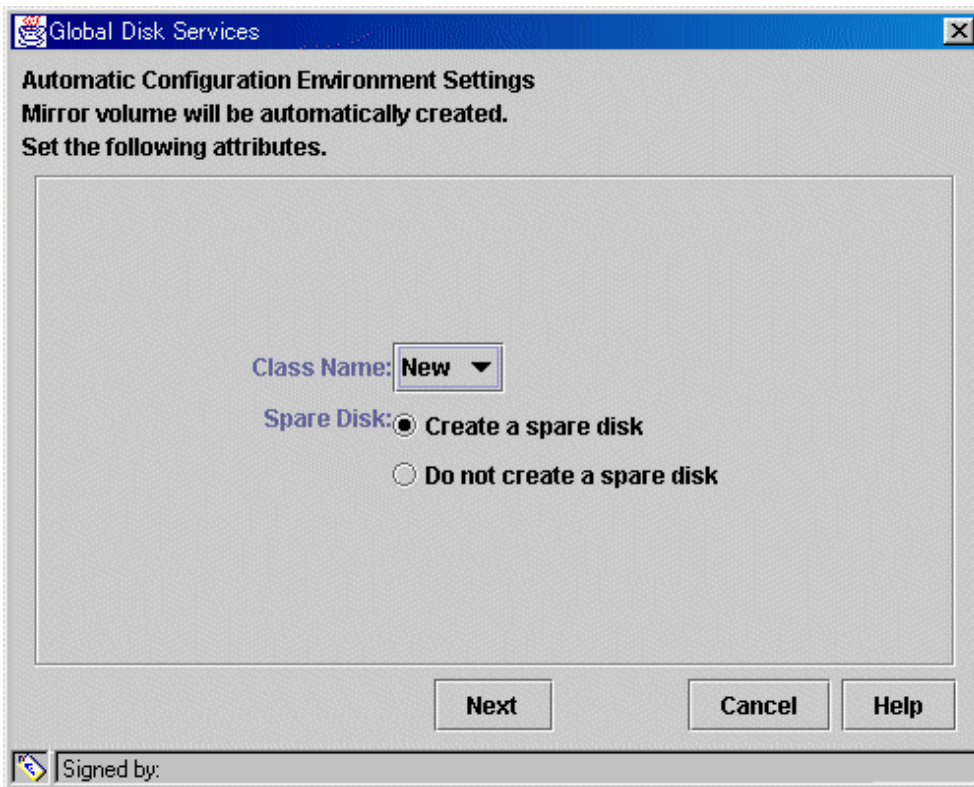 Global Disk Services
Automatic Configuration Environment Settings
Mirror volume will be automatically created.
Set the following attributes.
Class Name: New
Spare Disk: Create a spare disk
Do not create a spare disk
Next Cancel Help
Signed by: